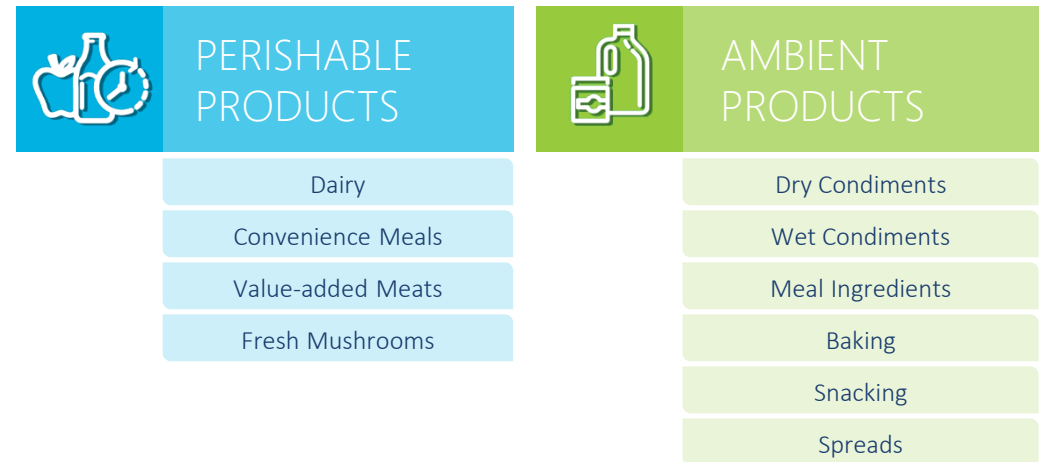 PERISHABLE
PRODUCTS
Dairy
Convenience Meals
Value-added Meats
Fresh Mushrooms
AMBIENT
PRODUCTS
Dry Condiments
Wet Condiments
Meal Ingredients
Baking
Snacking
Spreads